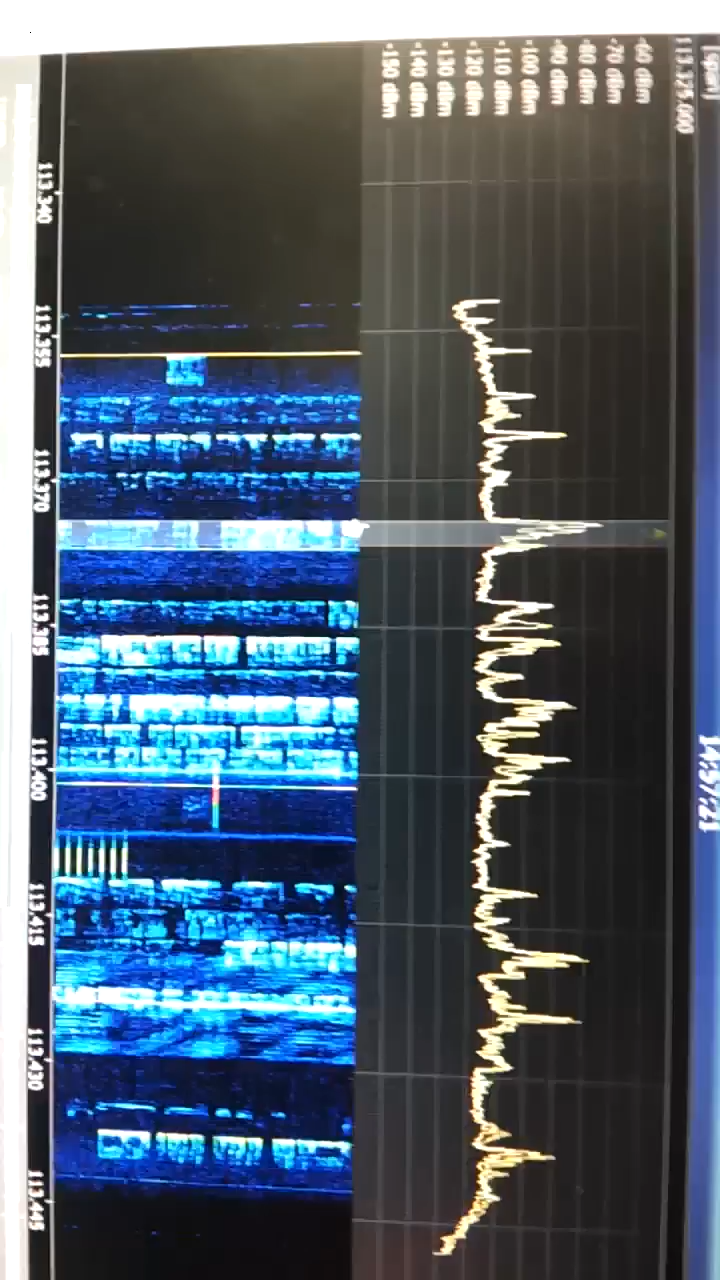 [span]
113.325.000
-60 dBm
-70 dBm
-80 dBm
-90 dBm
-100 dBm
-110 dBm
-120 dBm
-130 dBm
-140 dBm
-150 dBm
14:57:21
113.340
113.355
113.370
113.385
113.400
113.415
113.430
113.445